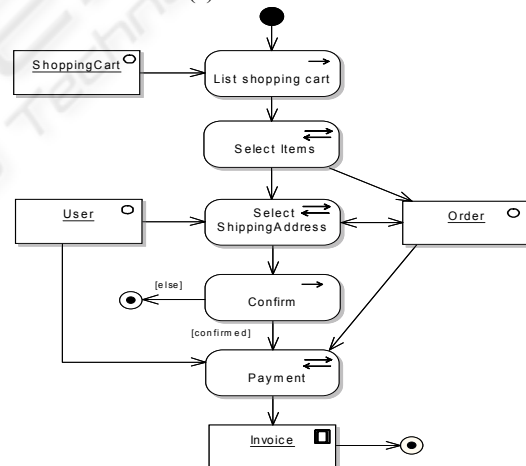 ShoppingCart
List shopping cart
Select Items
User
Select
ShippingAddress
Order
[else]
Confirm
[confirmed]
Payment
Invoice